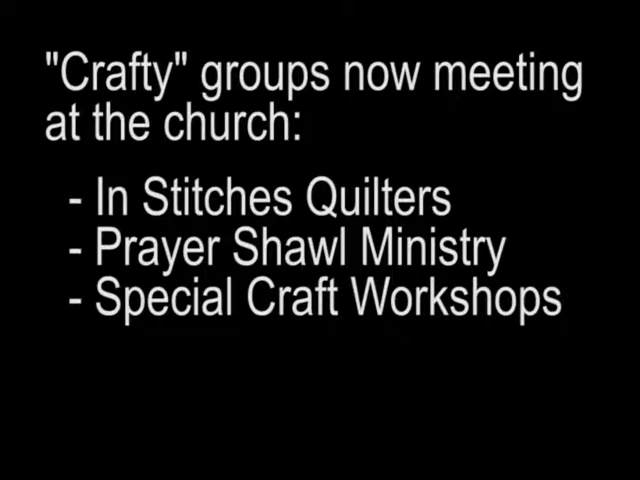 "Crafty" groups now meeting
at the church:
- In Stitches Quilters
- Prayer Shawl Ministry
- Special Craft Workshops